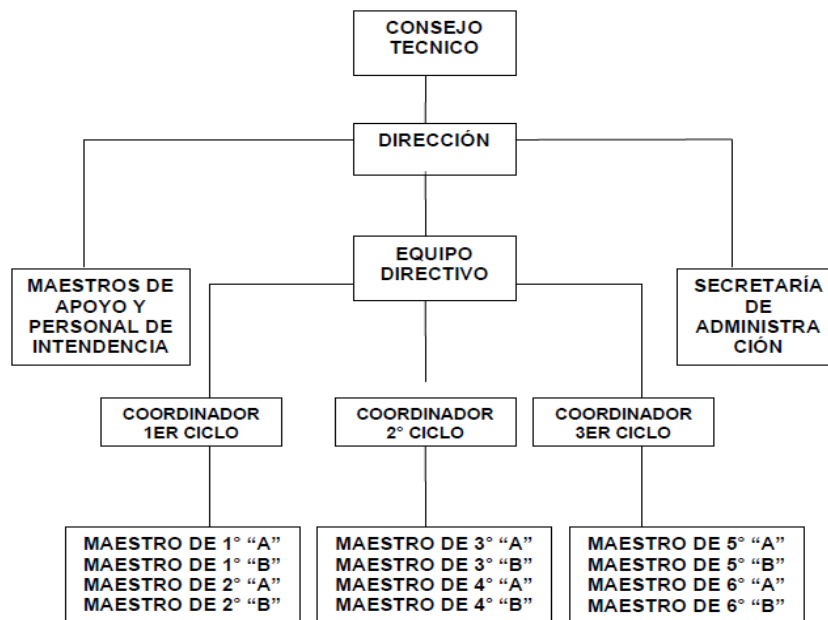 CONSEJO
TECNICO
DIRECCIÓN
EQUIPO
DIRECTIVO
MAESTROS DE
APOYO Y
PERSONAL DE
INTENDENCIA
SECRETARÍA
DE
ADMINISTRA
CIÓN
COORDINADOR
1ER CICLO
COORDINADOR
2° CICLO
COORDINADOR
3ER CICLO
MAESTRO DE 1° “A”
MAESTRO DE 1° “B”
MAESTRO DE 2° “A”
MAESTRO DE 2° “B”
MAESTRO DE 3° “A”
MAESTRO DE 3° “B”
MAESTRO DE 4° “A”
MAESTRO DE 4° “B”
MAESTRO DE 5° “A”
MAESTRO DE 5° “B”
MAESTRO DE 6° “A”
MAESTRO DE 6° “B”